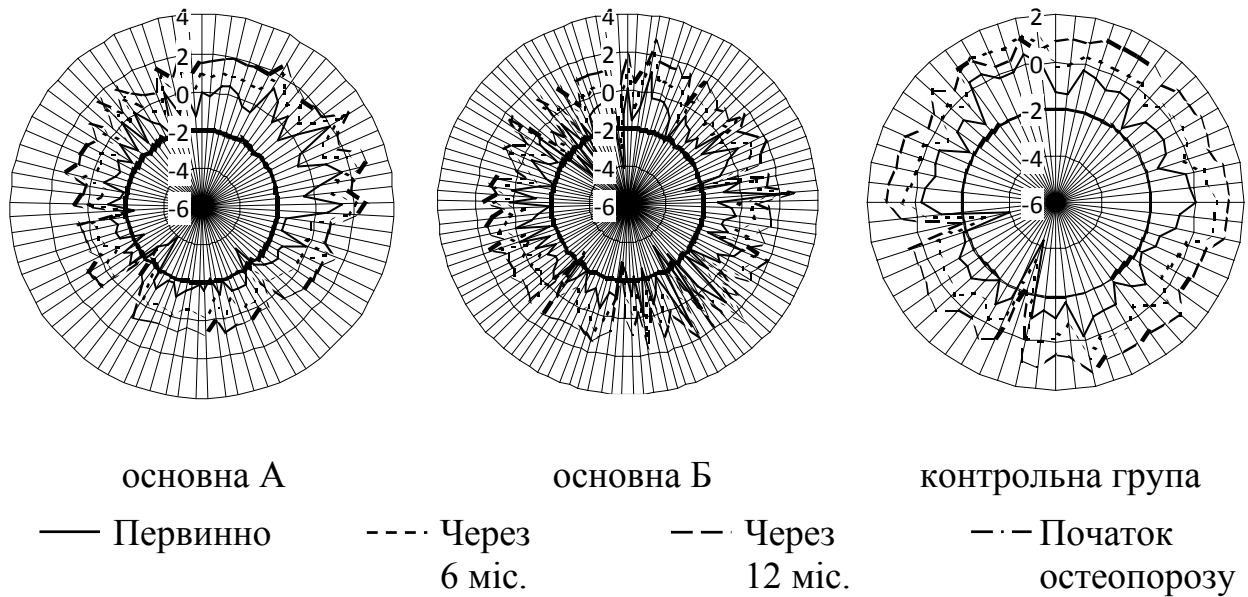 4
2
0
-2
-4
-6
4
2
0
-2
-4
-6
2
0
-2
-4
-6
основна А
основна Б
контрольна група
Первинно
Через
6 міс.
Через
12 міс.
Початок
остеопорозу